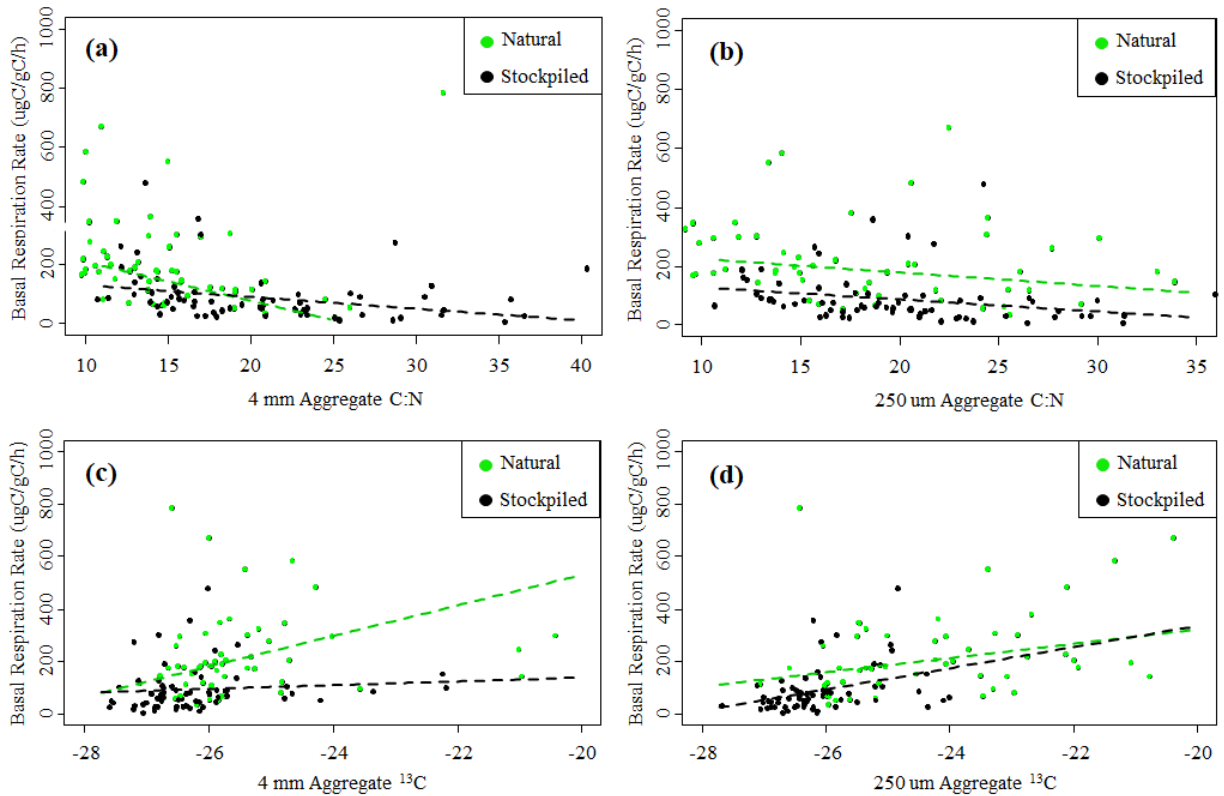 (a)
Natural
Stockpiled
Basal Respiration Rate (ugC/gC/h)
0 200 400 600 800 1000
10 15 20 25 30 35 40
4 mm Aggregate C:N
(b)
Natural
Stockpiled
Basal Respiration Rate (ugC/gC/h)
0 200 400 600 800 1000
10 15 20 25 30 35
250 um Aggregate C:N
(c)
Natural
Stockpiled
Basal Respiration Rate (ugC/gC/h)
0 200 400 600 800 1000
-28 -26 -24 -22 -20
4 mm Aggregate ¹³C
(d)
Natural
Stockpiled
Basal Respiration Rate (ugC/gC/h)
0 200 400 600 800 1000
-28 -26 -24 -22 -20
250 um Aggregate ¹³C